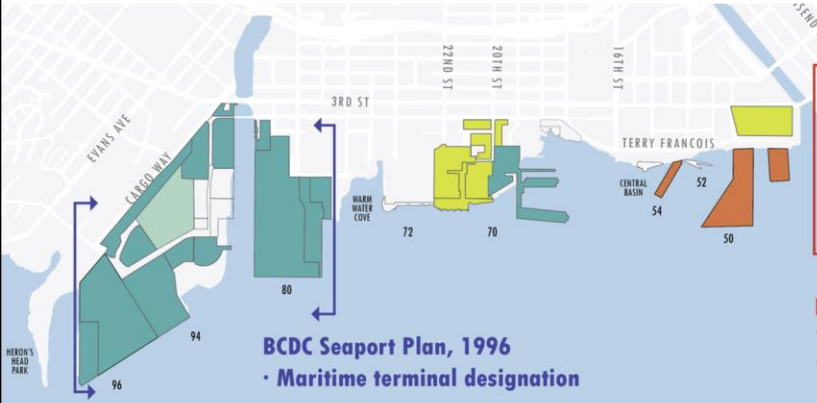 SEND
22ND ST
20TH ST
16TH ST
3RD ST
EVANS AVE
CARGO WAY
TERRY FRANCOIS
WARM
WATER
COVE
CENTRAL
BASIN
52
54
50
72
70
80
94
96
HERON'S
HEAD
PARK
BCDC Seaport Plan, 1996
· Maritime terminal designation